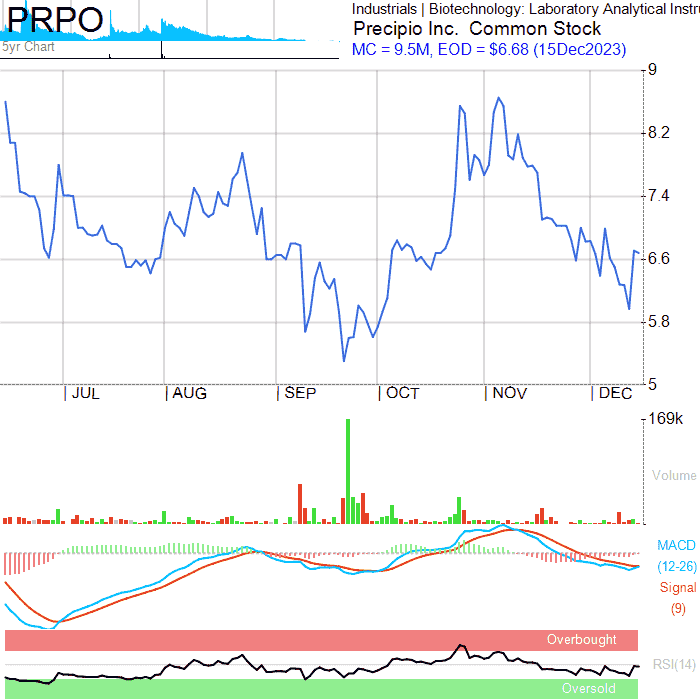 PRPO
5yr Chart
Industrials | Biotechnology: Laboratory Analytical Instru
Precipio Inc. Common Stock
MC = 9.5M, EOD = $6.68 (15Dec2023)
9
8.2
7.4
6.6
5.8
5
JUL AUG SEP OCT NOV DEC
169k
Volume
MACD
(12-26)
Signal
(9)
Overbought
RSI(14)
Oversold